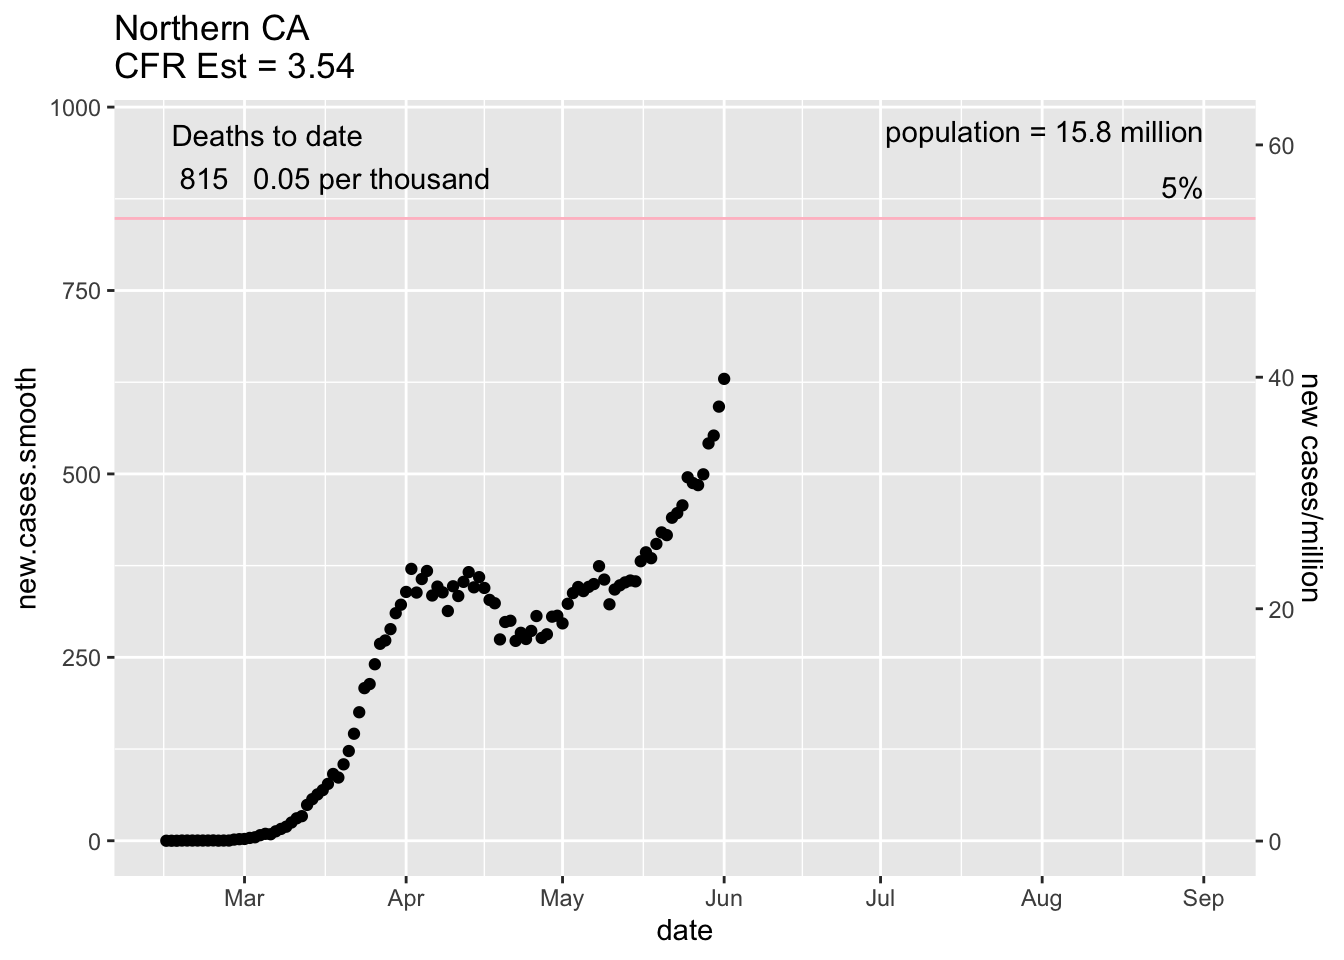 Northern CA
CFR Est = 3.54
Deaths to date
815 0.05 per thousand
population = 15.8 million
5%
1000
750
500
250
0
new.cases.smooth
60
40
20
0
new cases/million
Mar Apr May Jun Jul Aug Sep
date